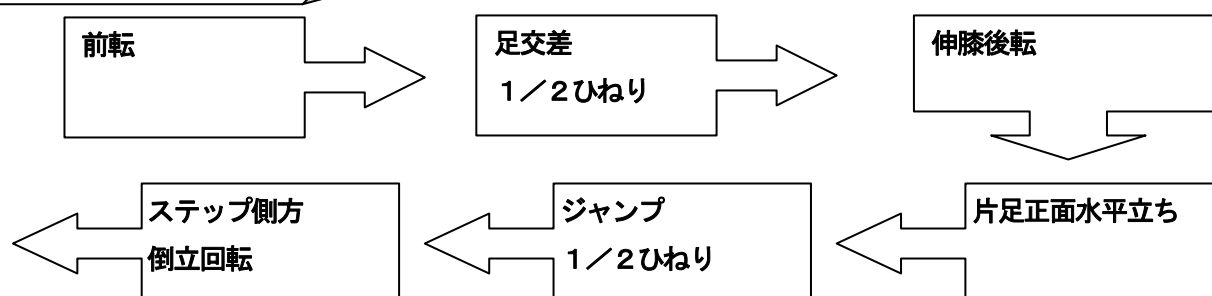 前転
足交差
１／２ひねり
伸膝後転
片足正面水平立ち
ジャンプ
１／２ひねり
ステップ側方
倒立回転